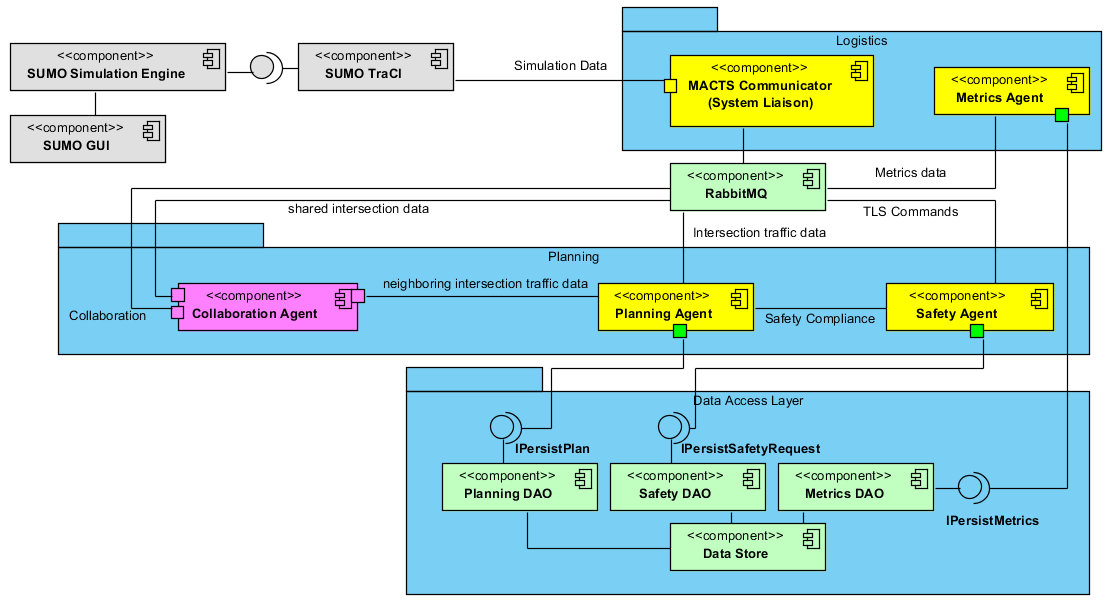 Logistics
<<component>>
SUMO Simulation Engine
<<component>>
SUMO TraCI
Simulation Data
<<component>>
MACTS Communicator
(System Liaison)
<<component>>
Metrics Agent
<<component>>
SUMO GUI
<<component>>
RabbitMQ
Metrics data
shared intersection data
TLS Commands
Intersection traffic data
Planning
<<component>>
Collaboration Agent
Collaboration
neighboring intersection traffic data
<<component>>
Planning Agent
Safety Compliance
<<component>>
Safety Agent
Data Access Layer
IPersistPlan
IPersistSafetyRequest
<<component>>
Planning DAO
<<component>>
Safety DAO
<<component>>
Metrics DAO
IPersistMetrics
<<component>>
Data Store